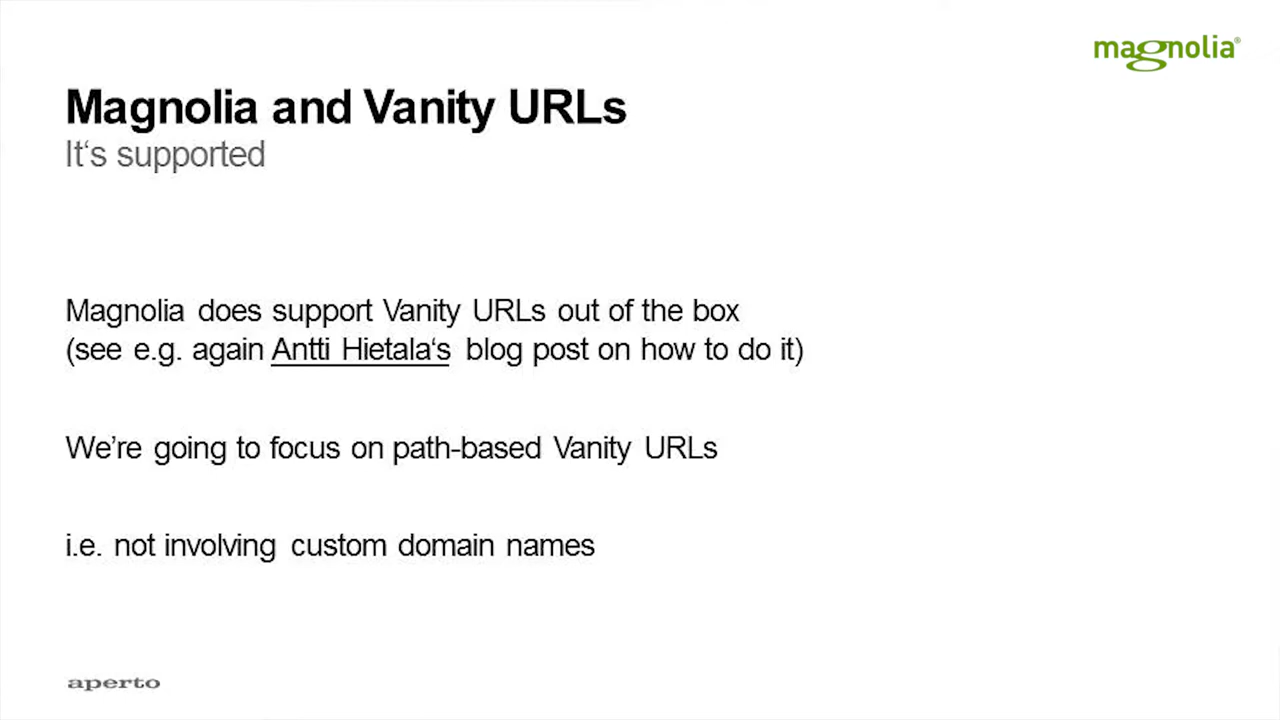 magnolia®
Magnolia and Vanity URLs
It‘s supported
Magnolia does support Vanity URLs out of the box
(see e.g. again Antti Hietala‘s blog post on how to do it)
We’re going to focus on path-based Vanity URLs
i.e. not involving custom domain names
aperto